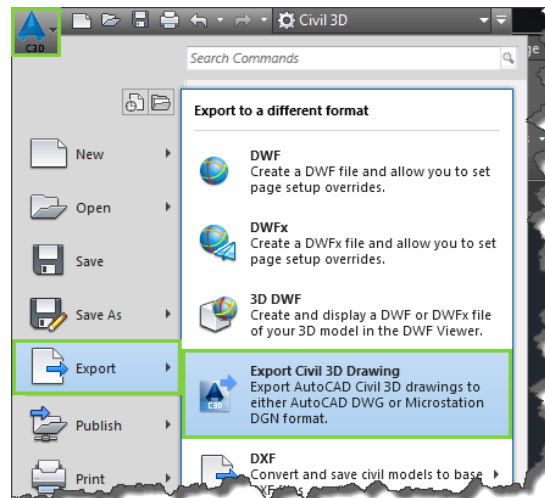 Civil 3D
C3D
Search Commands
Export to a different format
New
Open
Save
Save As
Export
Publish
Print
DWF
Create a DWF file and allow you to set
page setup overrides.
DWFx
Create a DWFx file and allow you to set
page setup overrides.
3D DWF
Create and display a DWF or DWFx file
of your 3D model in the DWF Viewer.
C3D
Export Civil 3D Drawing
Export AutoCAD Civil 3D drawings to
either AutoCAD DWG or Microstation
DGN format.
DXF
Convert and save civil models to base
DXF files